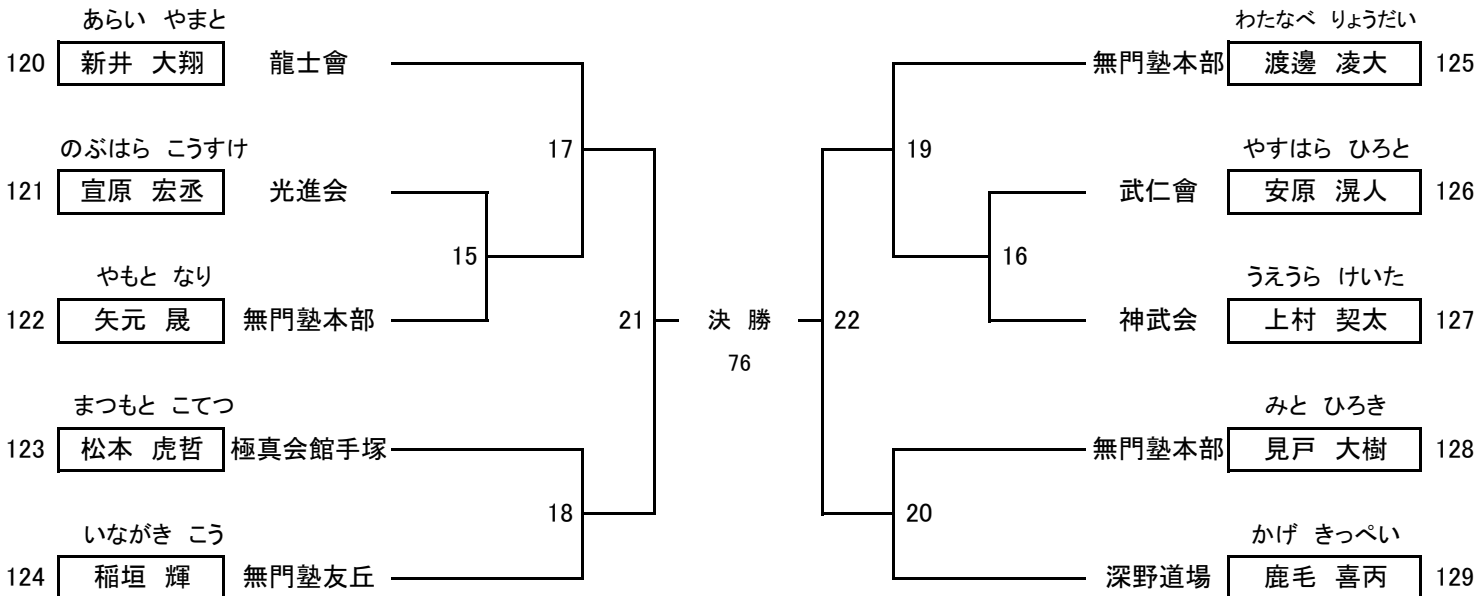 あらい やまと
120 新井 大翔 龍士會
のぶはら こうすけ
121 宣原 宏丞 光進会
やもと なり
122 矢元 晟 無門塾本部
まつもと こてつ
123 松本 虎哲 極真会館手塚
いながき こう
124 稲垣 輝 無門塾友丘
17
15
18
21
決 勝
76
22
19
16
20
わたなべ りょうだい
無門塾本部 渡邊 凌大 125
やすはら ひろと
武仁會 安原 滉人 126
うえうら けいた
神武会 上村 契太 127
みと ひろき
無門塾本部 見戸 大樹 128
かげ きっぺい
深野道場 鹿毛 喜丙 129